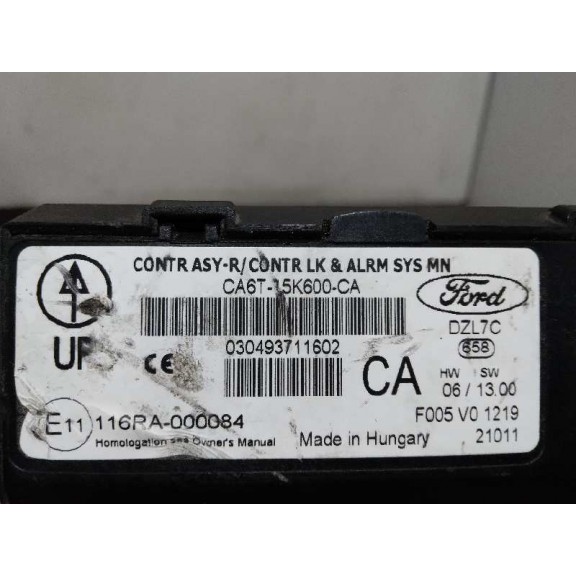 CONTR ASY-R/CONTR LK & ALRM SYS MN
CA6T-15K600-CA
Ford
DZL7C
658
UP
CE
030493711602
CA
HW SW
06 / 13.00
E11 116RA-000084
F005 V0 1219
Homologation see Owner's Manual
Made in Hungary
21011